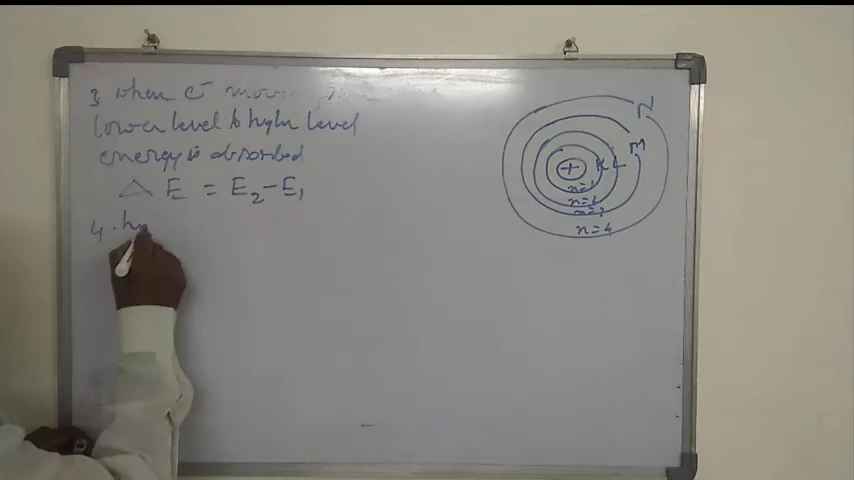 3 when e- moves from
lower level to higher level
energy is absorbed
△ E = E₂-E₁
4.
N
M
K L
n=1
n=2
n=3
n=4
+